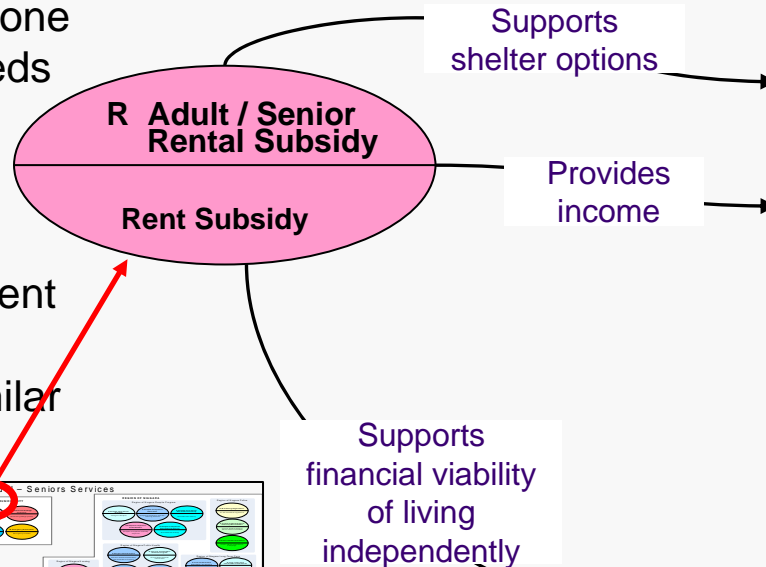 one
eds
ent
ilar
R Adult / Senior
Rental Subsidy
Rent Subsidy
Supports
shelter options
Provides
income
Supports
financial viability
of living
independently
– Seniors Services